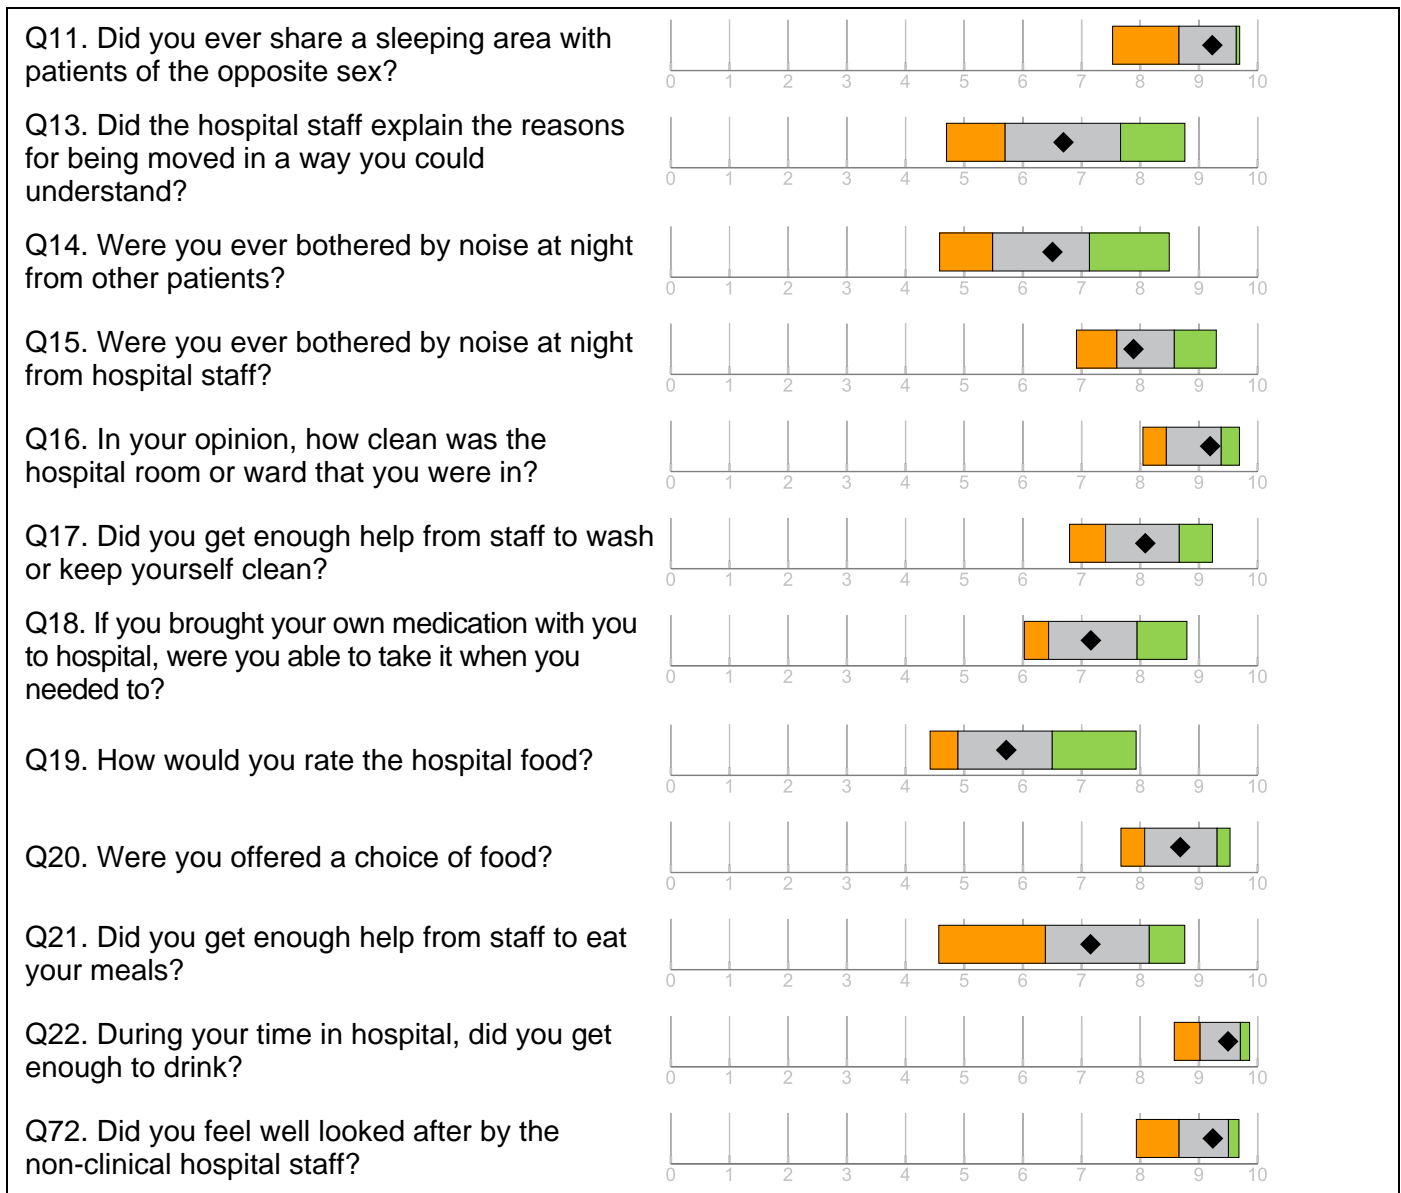 Q11. Did you ever share a sleeping area with
patients of the opposite sex?
0 1 2 3 4 5 6 7 8 9 10
Q13. Did the hospital staff explain the reasons
for being moved in a way you could
understand?
0 1 2 3 4 5 6 7 8 9 10
Q14. Were you ever bothered by noise at night
from other patients?
0 1 2 3 4 5 6 7 8 9 10
Q15. Were you ever bothered by noise at night
from hospital staff?
0 1 2 3 4 5 6 7 8 9 10
Q16. In your opinion, how clean was the
hospital room or ward that you were in?
0 1 2 3 4 5 6 7 8 9 10
Q17. Did you get enough help from staff to wash
or keep yourself clean?
0 1 2 3 4 5 6 7 8 9 10
Q18. If you brought your own medication with you
to hospital, were you able to take it when you
needed to?
0 1 2 3 4 5 6 7 8 9 10
Q19. How would you rate the hospital food?
0 1 2 3 4 5 6 7 8 9 10
Q20. Were you offered a choice of food?
0 1 2 3 4 5 6 7 8 9 10
Q21. Did you get enough help from staff to eat
your meals?
0 1 2 3 4 5 6 7 8 9 10
Q22. During your time in hospital, did you get
enough to drink?
0 1 2 3 4 5 6 7 8 9 10
Q72. Did you feel well looked after by the
non-clinical hospital staff?
0 1 2 3 4 5 6 7 8 9 10